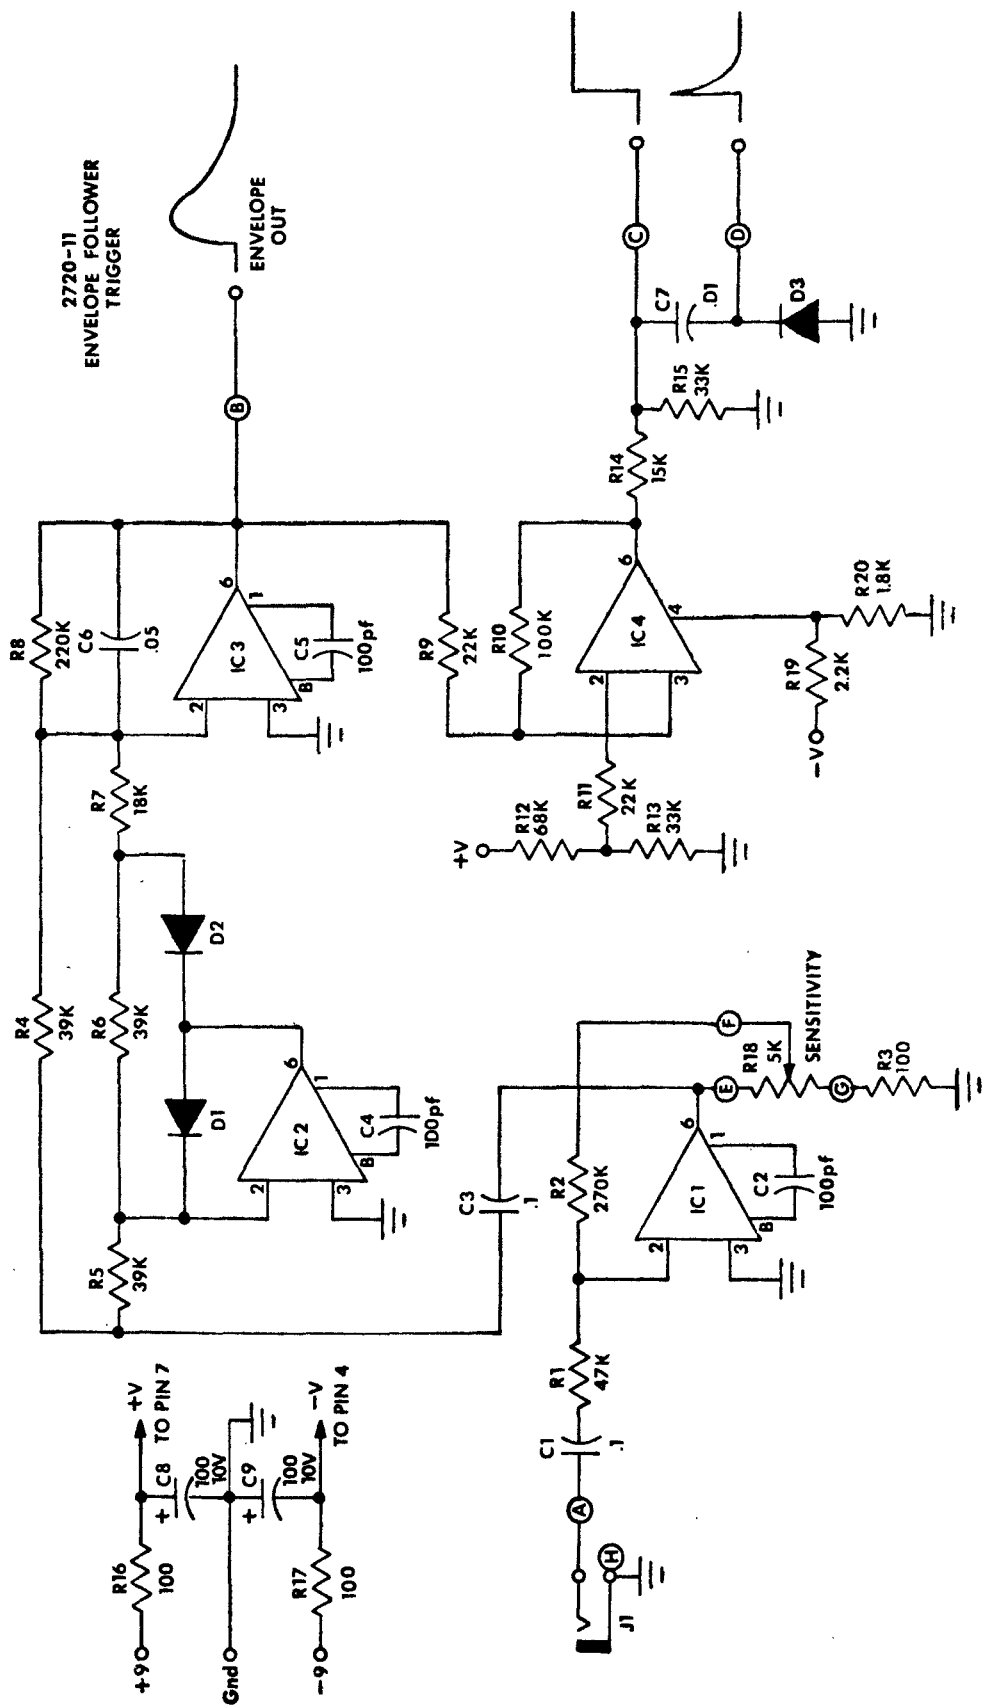 2720-11
ENVELOPE FOLLOWER
TRIGGER
+9
R16
100
+V
TO PIN 7
C8
+
100
10V
Gnd
C9
+
100
10V
R17
100
-9
-V
TO PIN 4
R4
39K
R5
39K
R6
39K
D1
D2
R7
18K
R8
220K
C6
.05
2
3
IC2
6
1
8
C4
100pf
2
3
IC3
6
1
8
C5
100pf
B
ENVELOPE
OUT
J1
H
A
C1
.1
R1
47K
R2
270K
C3
.1
2
3
IC1
6
1
8
C2
100pf
E
F
G
R18
5K
SENSITIVITY
R3
100
+V
R12
68K
R11
22K
R13
33K
R9
22K
R10
100K
2
3
IC4
6
4
-V
R19
2.2K
R20
1.8K
R14
15K
R15
33K
C7
.D1
D3
C
D